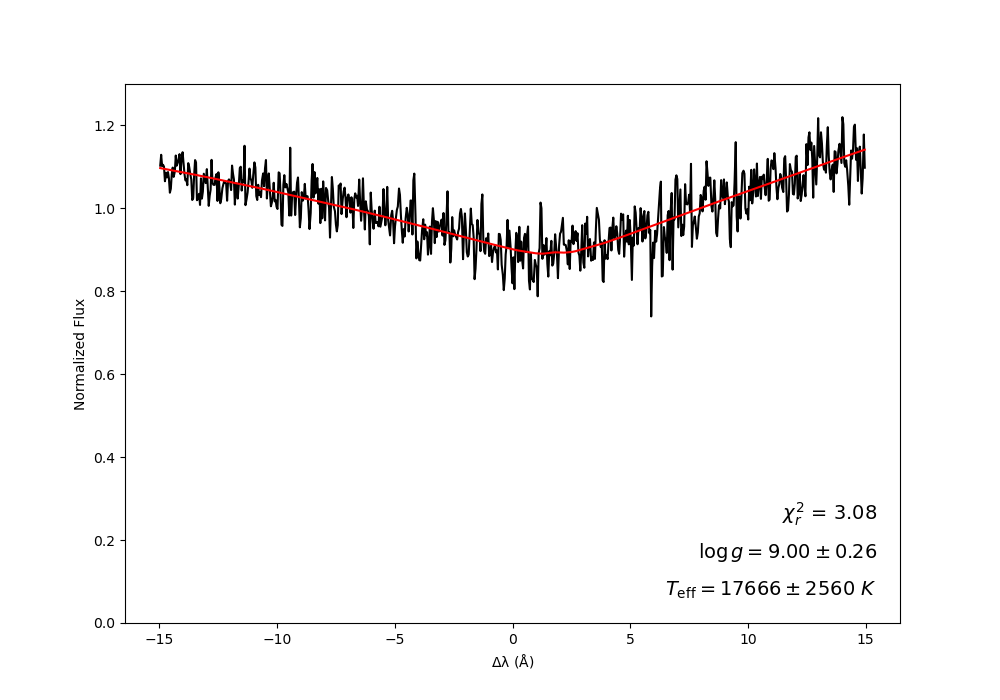 1.2
1.0
0.8
0.6
0.4
0.2
0.0
Normalized Flux
χ²ᵣ = 3.08
log g = 9.00 ± 0.26
T_eff = 17666 ± 2560 K
−15 −10 −5 0 5 10 15
Δλ (Å)